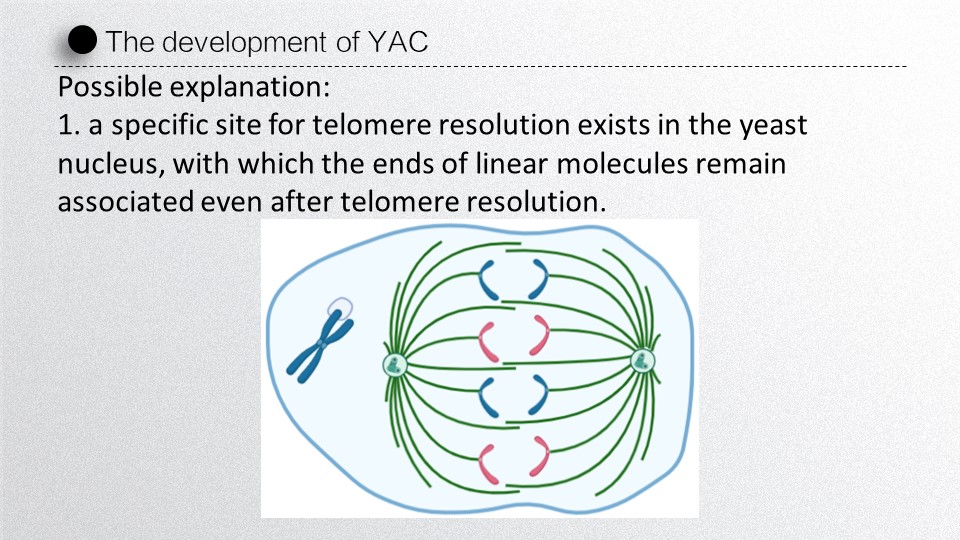 The development of YAC
Possible explanation:
1. a specific site for telomere resolution exists in the yeast
nucleus, with which the ends of linear molecules remain
associated even after telomere resolution.